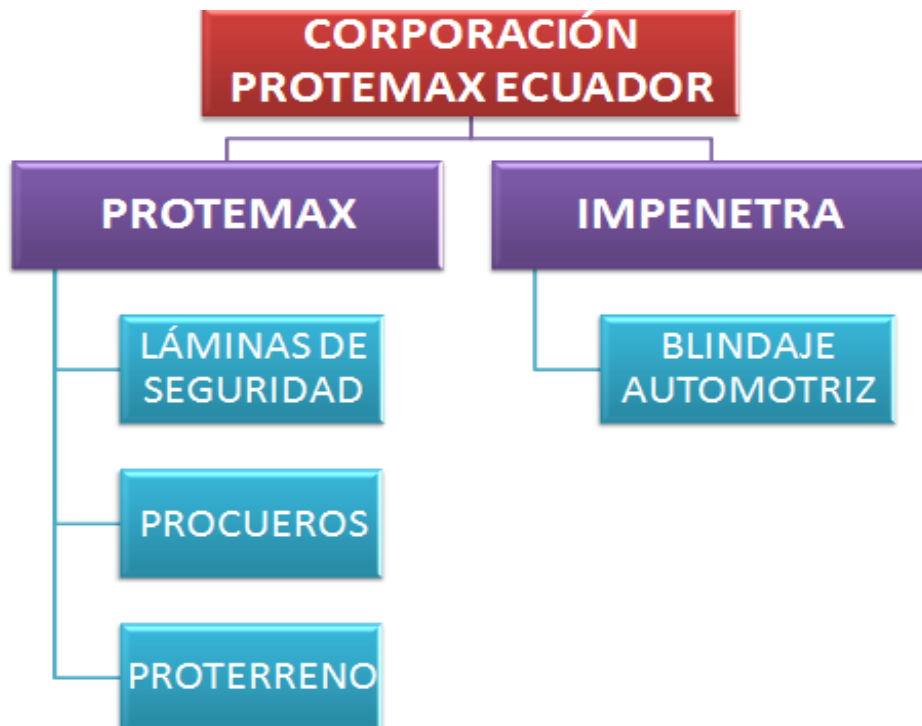 CORPORACIÓN
PROTEMAX ECUADOR
PROTEMAX
IMPENETRA
LÁMINAS DE
SEGURIDAD
BLINDAJE
AUTOMOTRIZ
PROCUEROS
PROTERRENO